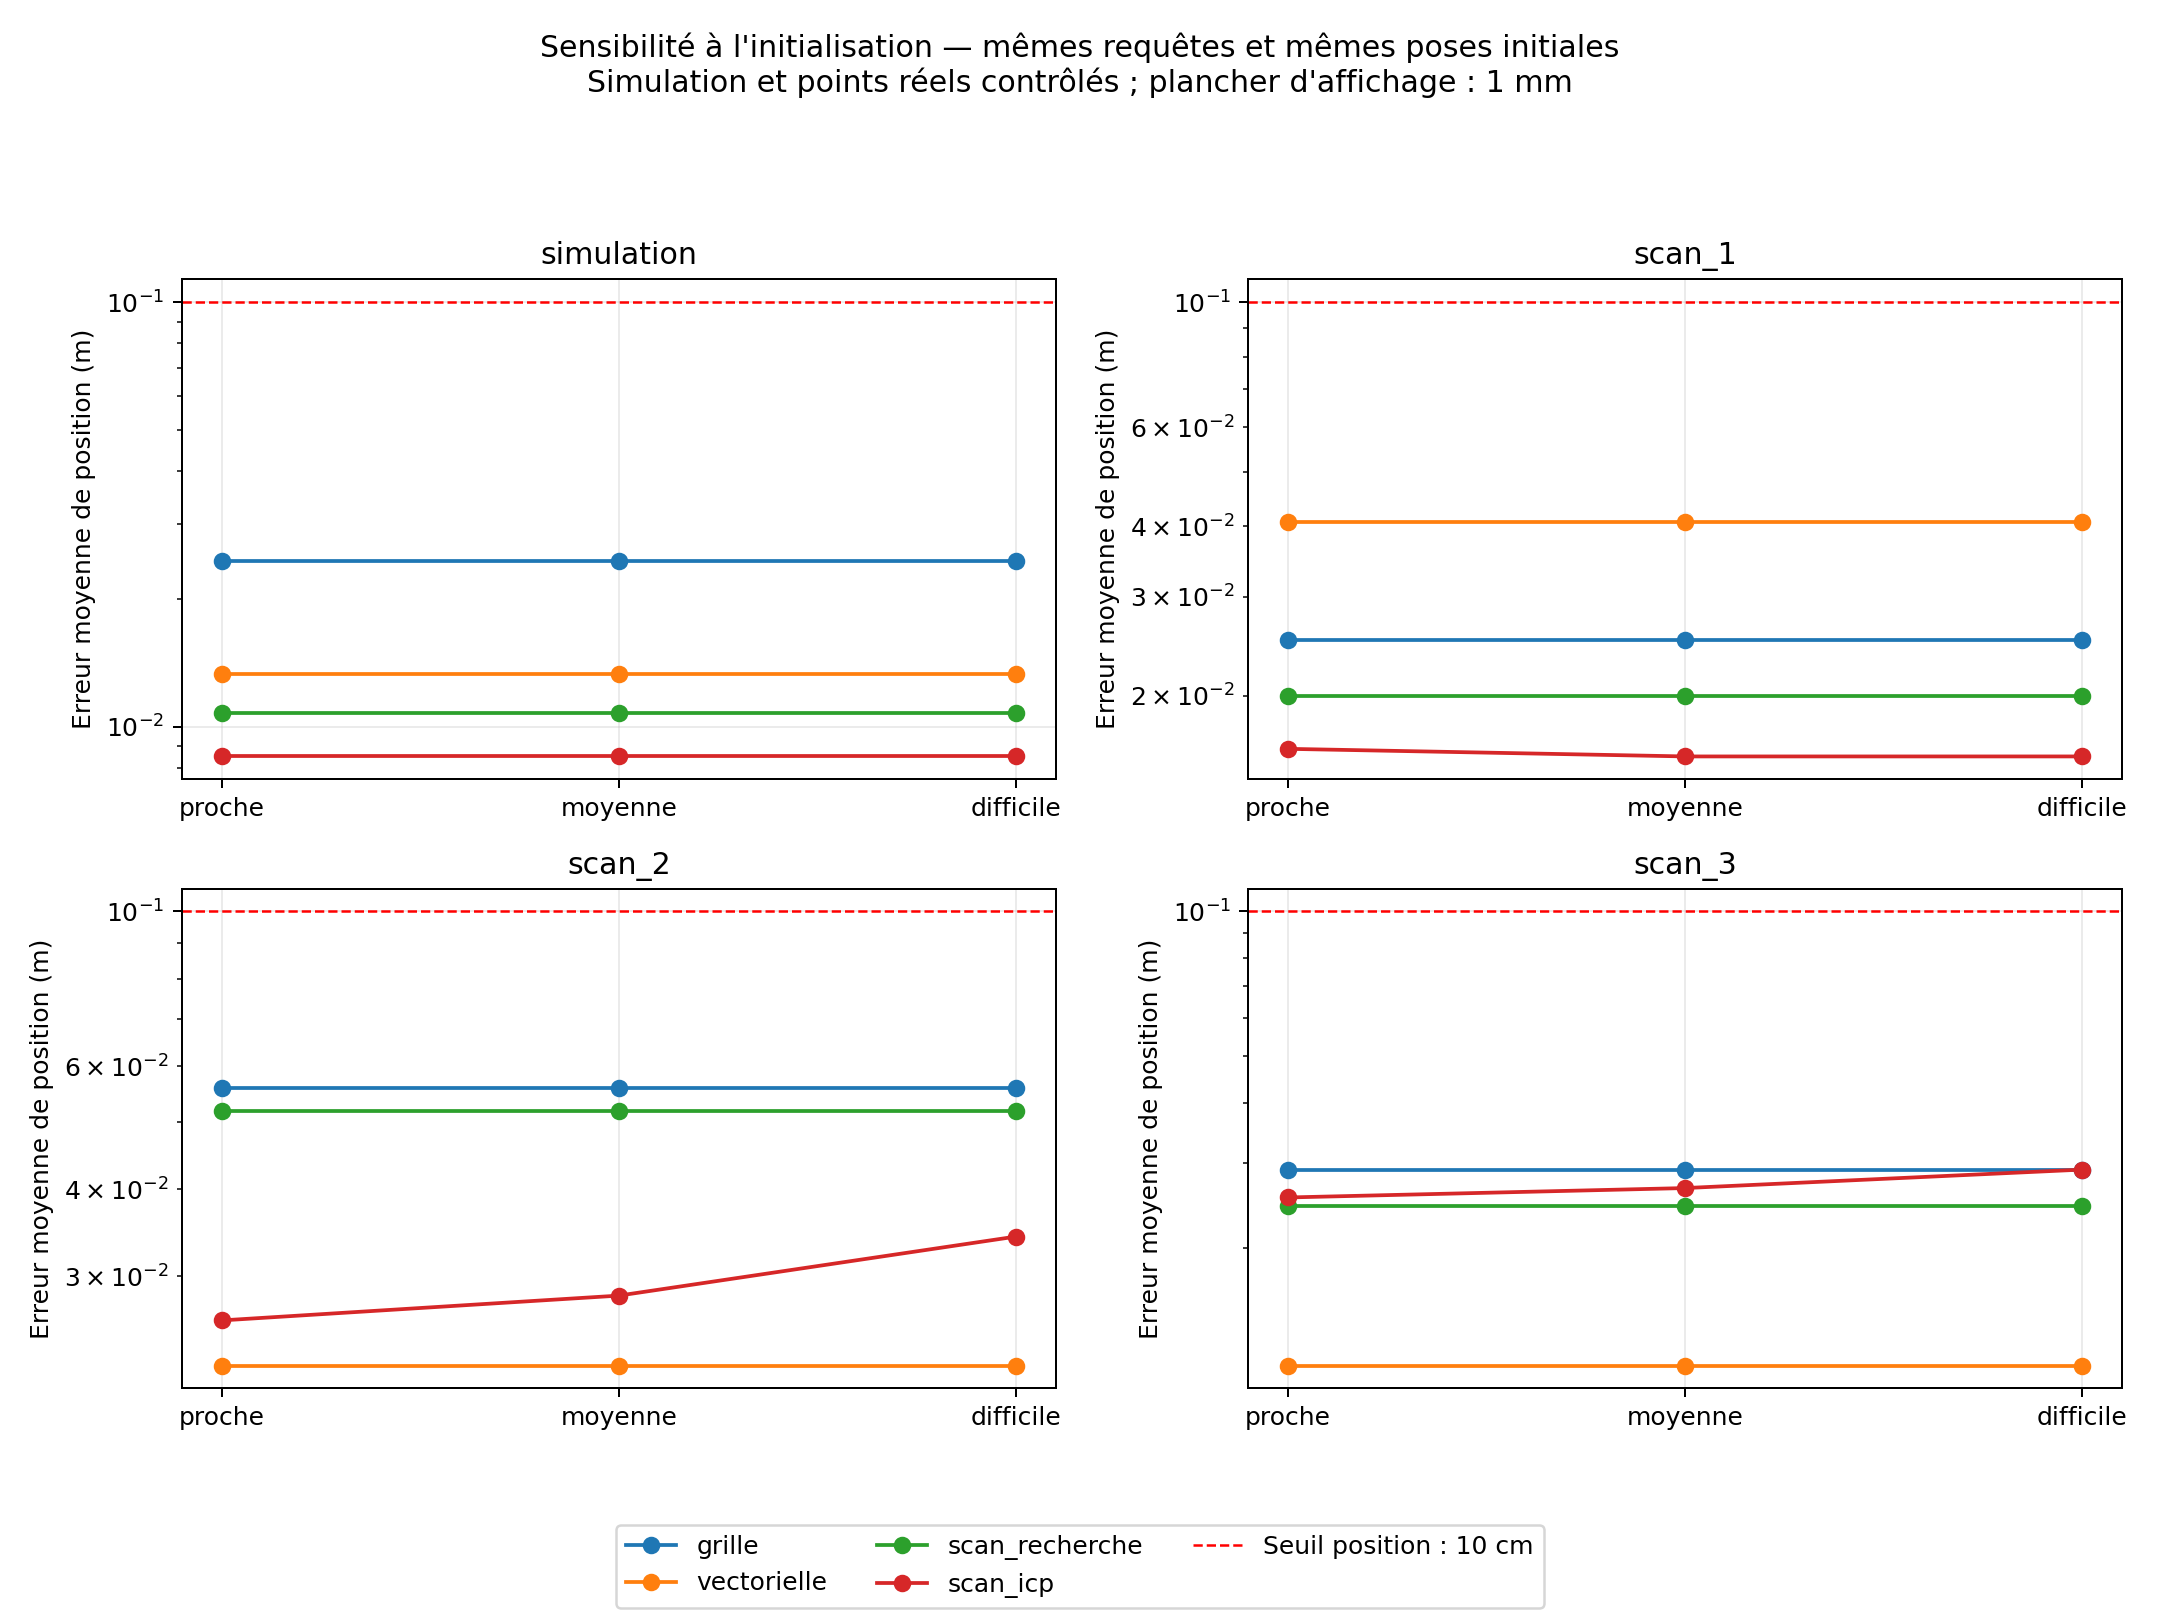 Sensibilité à l'initialisation — mêmes requêtes et mêmes poses initiales
Simulation et points réels contrôlés ; plancher d'affichage : 1 mm
simulation
Erreur moyenne de position (m)
10⁻¹
10⁻²
proche
moyenne
difficile
scan_1
Erreur moyenne de position (m)
10⁻¹
6 × 10⁻²
4 × 10⁻²
3 × 10⁻²
2 × 10⁻²
proche
moyenne
difficile
scan_2
Erreur moyenne de position (m)
10⁻¹
6 × 10⁻²
4 × 10⁻²
3 × 10⁻²
proche
moyenne
difficile
scan_3
Erreur moyenne de position (m)
10⁻¹
proche
moyenne
difficile
grille
vectorielle
scan_recherche
scan_icp
Seuil position : 10 cm